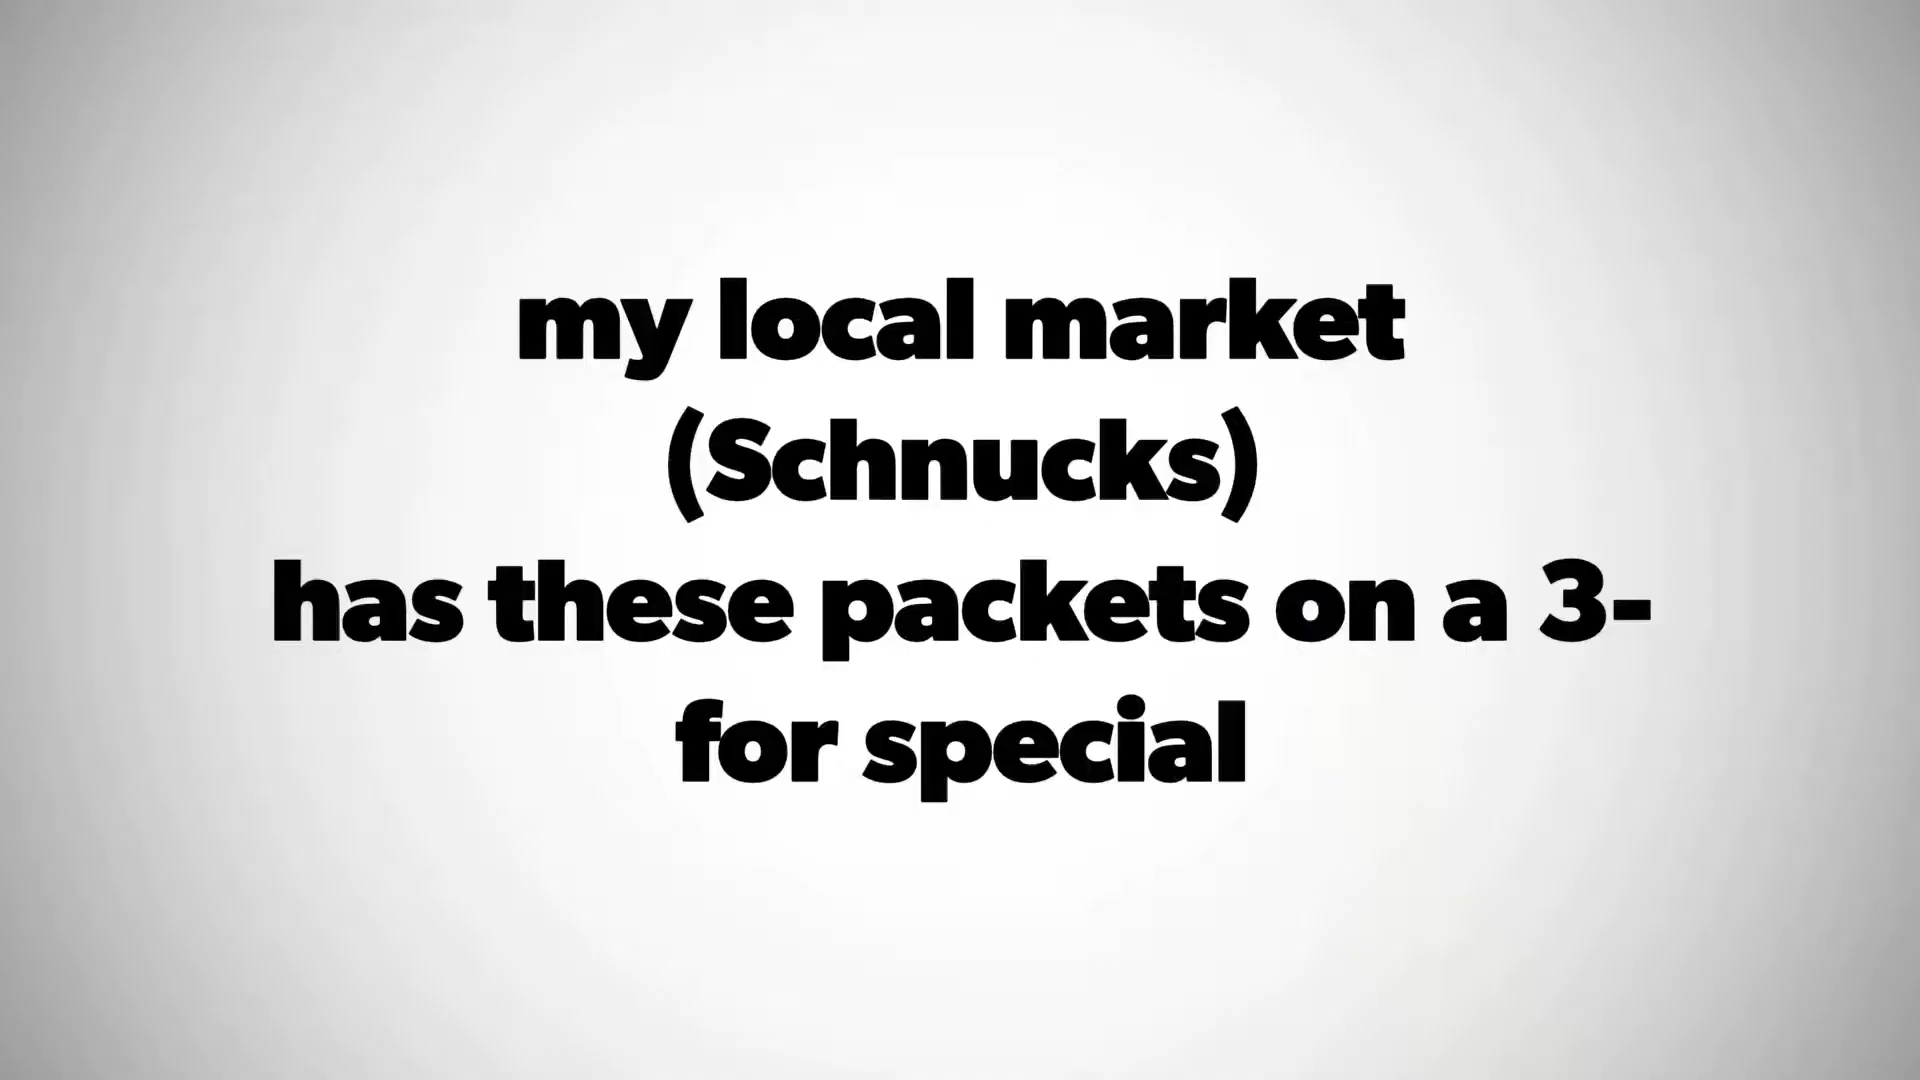 my local market
(Schnucks)
has these packets on a 3-
for special